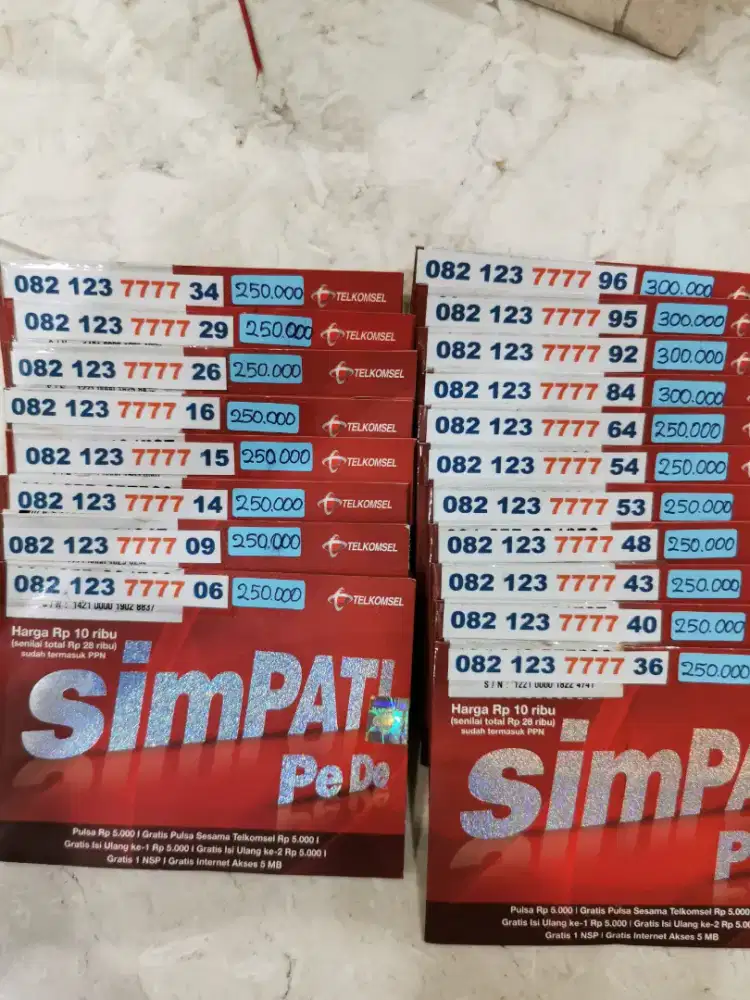 082 123 7777 34 250.000 TELKOMSEL
082 123 7777 29 250.000 TELKOMSEL
082 123 7777 26 250.000 TELKOMSEL
082 123 7777 16 250.000 TELKOMSEL
082 123 7777 15 250.000 TELKOMSEL
082 123 7777 14 250.000 TELKOMSEL
082 123 7777 09 250.000 TELKOMSEL
082 123 7777 06 250.000 TELKOMSEL
S/N : 1421 0000 1902 8837
Harga Rp 10 ribu
(senilai total Rp 28 ribu)
sudah termasuk PPN
simPATI
PeDe
Pulsa Rp 5.000 I Gratis Pulsa Sesama Telkomsel Rp 5.000 I
Gratis Isi Ulang ke-1 Rp 5.000 I Gratis Isi Ulang ke-2 Rp 5.000 I
Gratis 1 NSP I Gratis Internet Akses 5 MB
082 123 7777 96 300.000
082 123 7777 95 300.000
082 123 7777 92 300.000
082 123 7777 84 300.000
082 123 7777 64 250.000
082 123 7777 54 250.000
082 123 7777 53 250.000
082 123 7777 48 250.000
082 123 7777 43 250.000
082 123 7777 40 250.000
082 123 7777 36 250.000
S/N : 1221 0000 1822 4741
Harga Rp 10 ribu
(senilai total Rp 28 ribu)
sudah termasuk PPN
simPA
P
Pulsa Rp 5.000 I Gratis Pulsa Sesama Telkomsel Rp 5.000
Gratis Isi Ulang ke-1 Rp 5.000 I Gratis Isi Ulang ke-2 Rp 5.00
Gratis 1 NSP I Gratis Internet Akses 5 MB